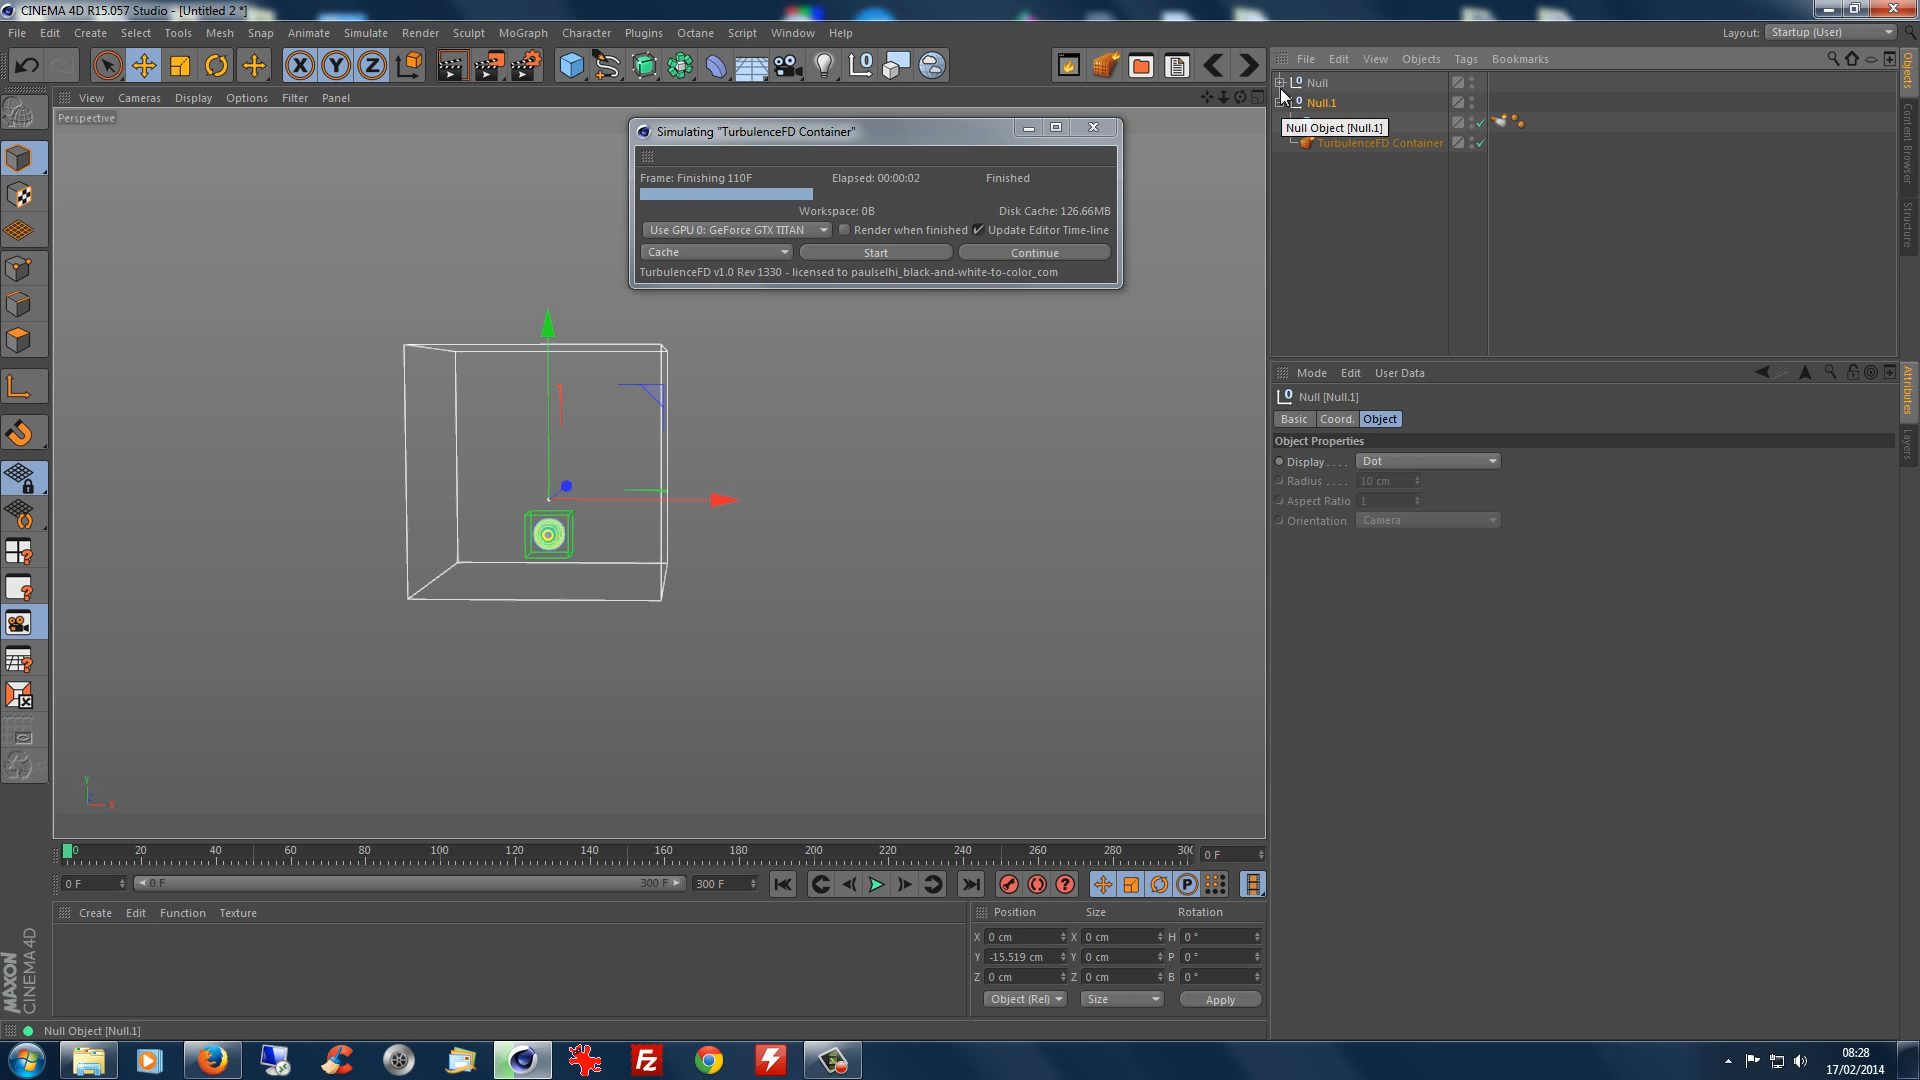 CINEMA 4D R15.057 Studio - [Untitled 2 *]
File Edit Create Select Tools Mesh Snap Animate Simulate Render Sculpt MoGraph Character Plugins Octane Script Window Help
Layout: Startup (User)
File Edit View Objects Tags Bookmarks
Null
Null.1
Null Object [Null.1]
TurbulenceFD Container
Objects
Content Browser
Structure
View Cameras Display Options Filter Panel
Perspective
Simulating "TurbulenceFD Container"
Frame: Finishing 110F Elapsed: 00:00:02 Finished
Workspace: 0B Disk Cache: 126.66MB
Use GPU 0: GeForce GTX TITAN Render when finished Update Editor Time-line
Cache Start Continue
TurbulenceFD v1.0 Rev 1330 - licensed to paulselhi_black-and-white-to-color_com
Mode Edit User Data
Null [Null.1]
Basic Coord. Object
Object Properties
Display . . . . Dot
Radius . . . . 10 cm
Aspect Ratio 1
Orientation Camera
Attributes
Layers
Y
X
0 20 40 60 80 100 120 140 160 180 200 220 240 260 280 300
0 F
0 F 0 F 300 F 300 F
Create Edit Function Texture
Position Size Rotation
X 0 cm X 0 cm H 0 °
Y -15.519 cm Y 0 cm P 0 °
Z 0 cm Z 0 cm B 0 °
Object (Rel) Size Apply
MAXON
CINEMA 4D
Null Object [Null.1]
08:28
17/02/2014